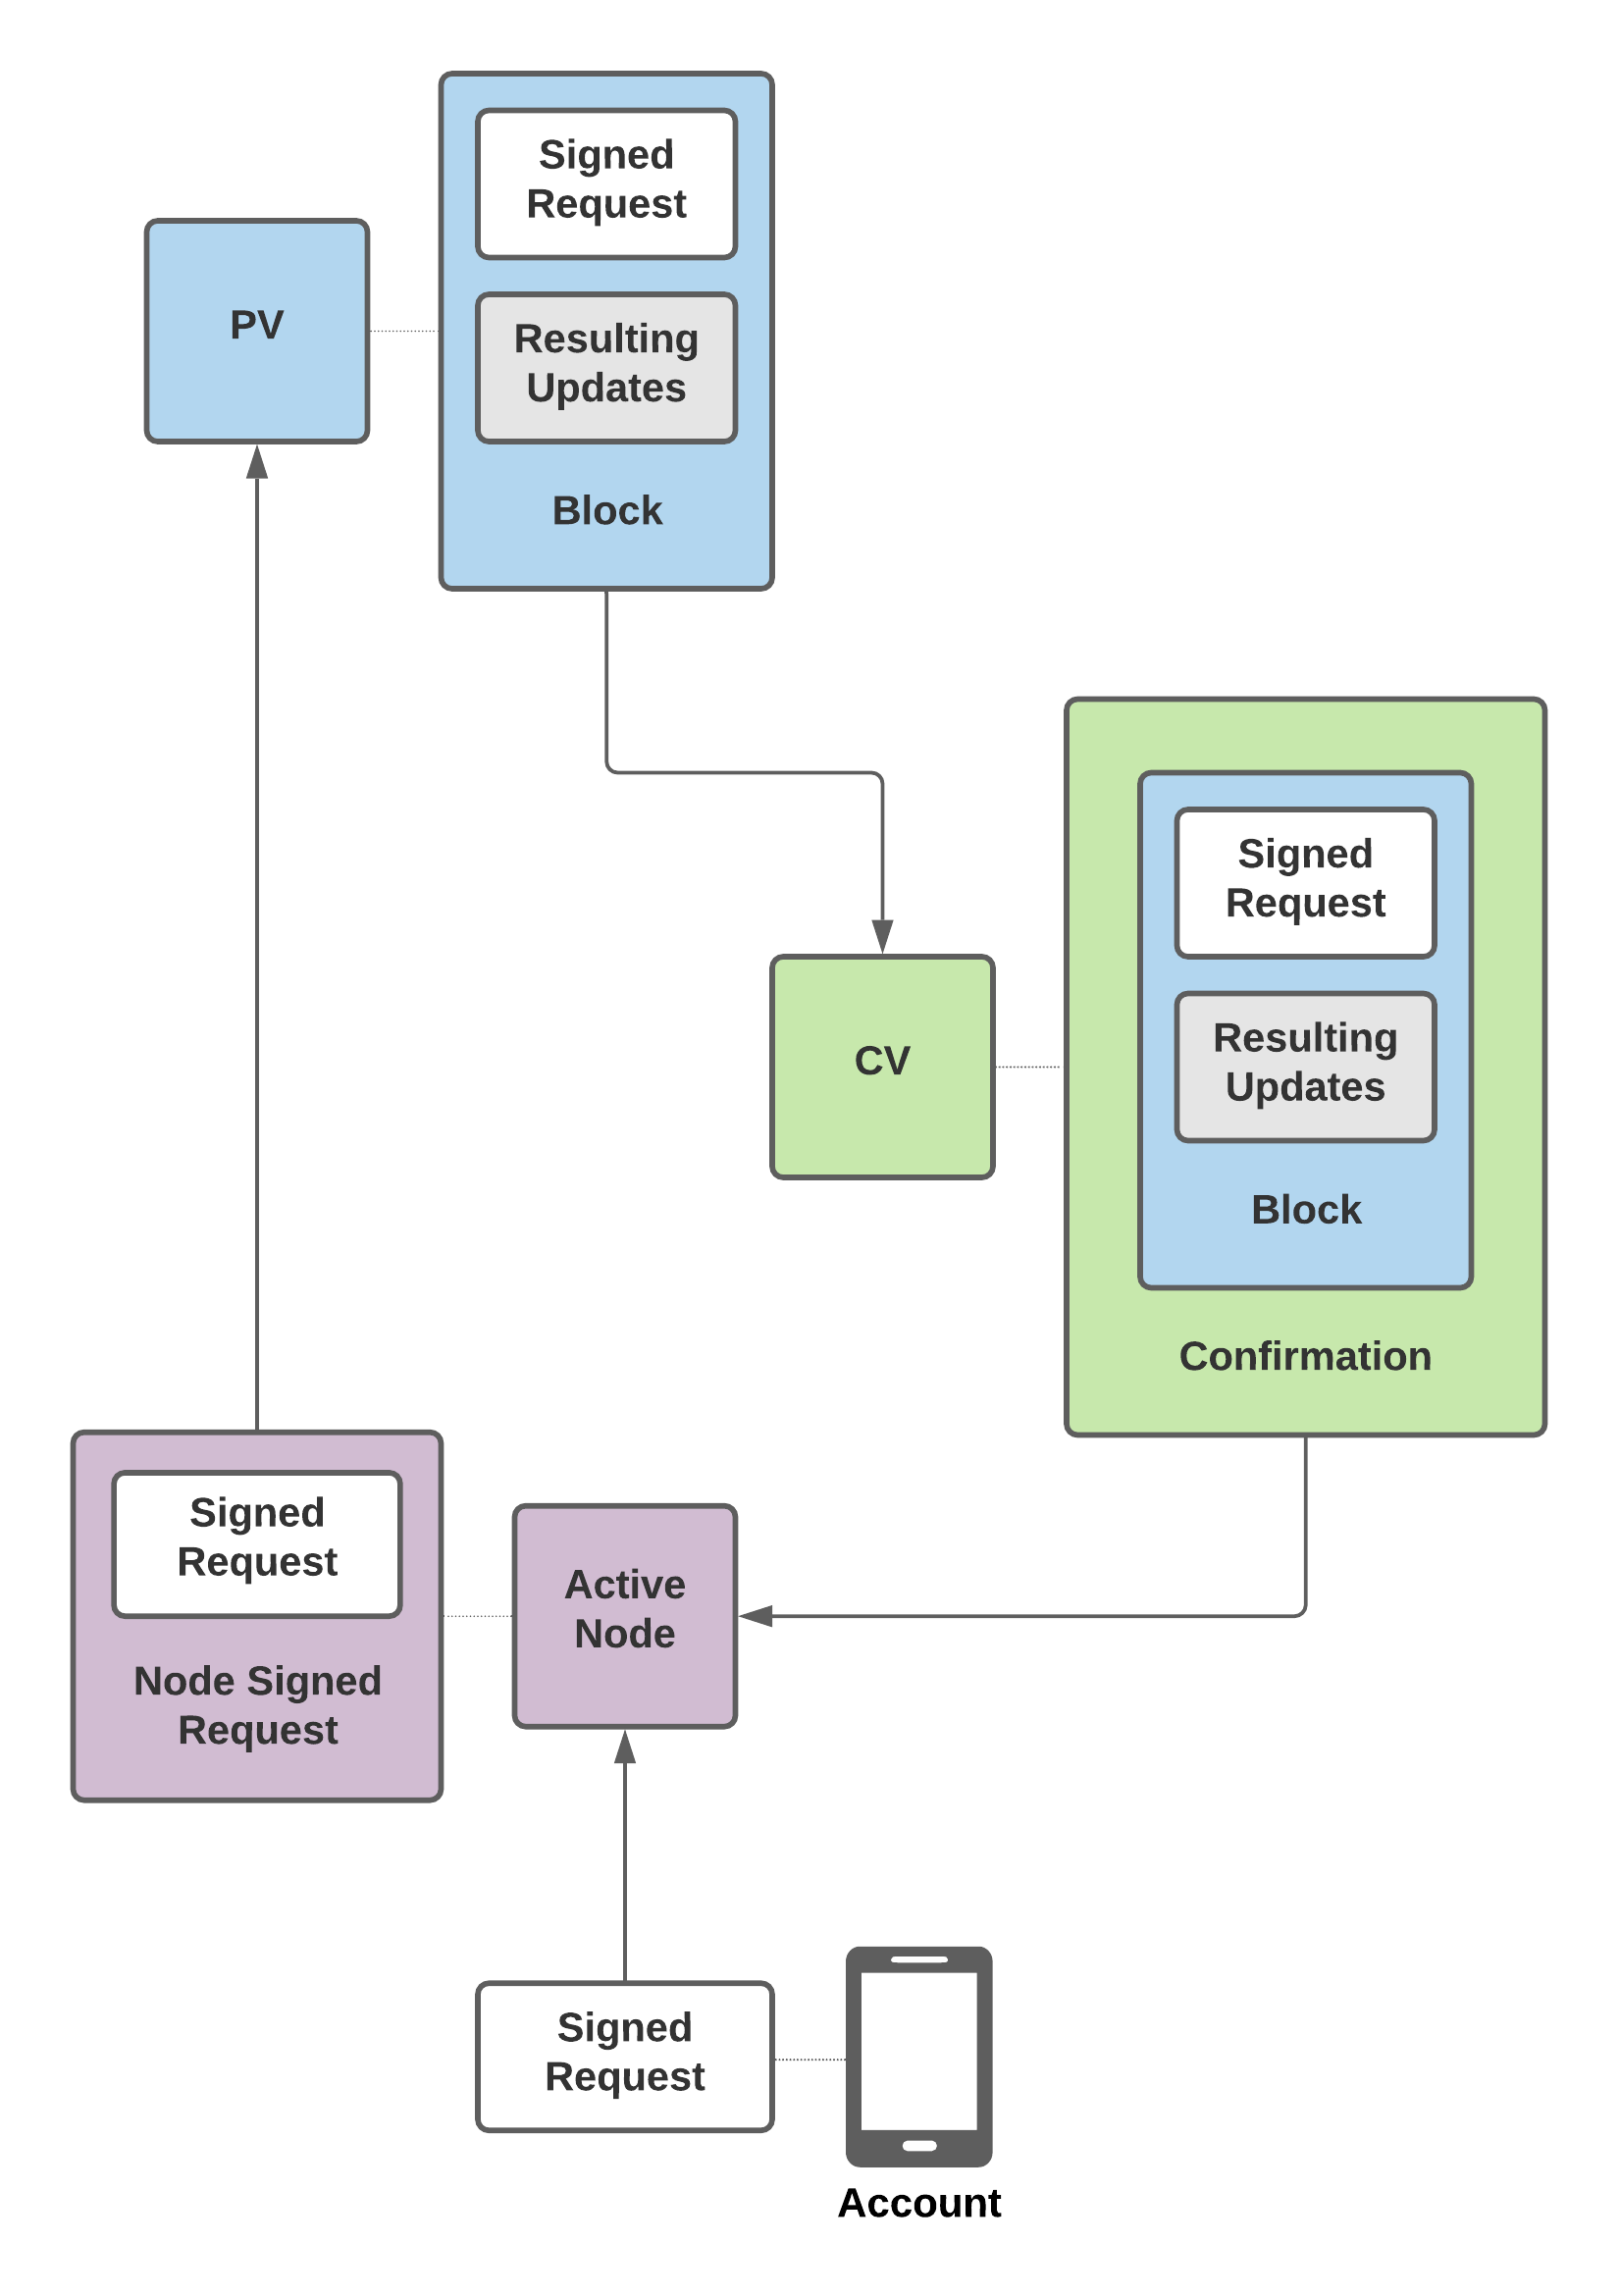 Signed
Request
PV
Resulting
Updates
Block
Signed
Request
CV
Resulting
Updates
Block
Confirmation
Signed
Request
Active
Node
Node Signed
Request
Signed
Request
Account